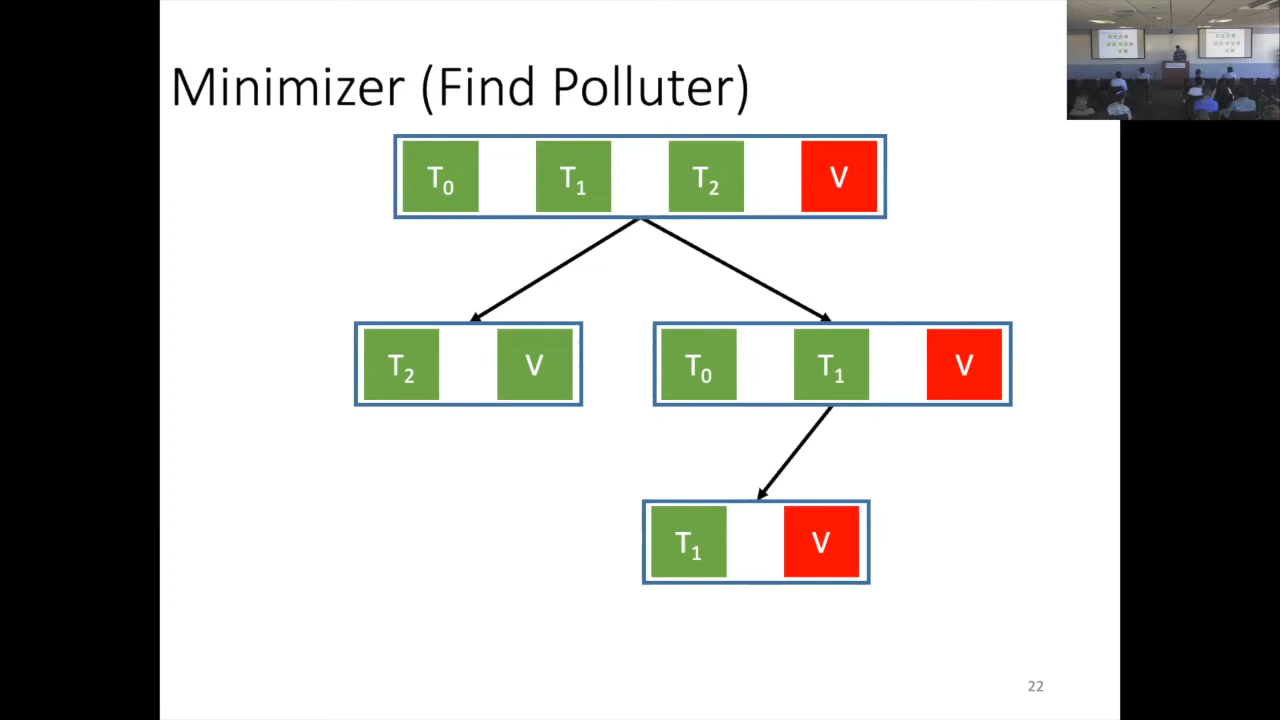 Minimizer (Find Polluter)
T0 T1 T2 V
T2 V
T0 T1 V
T1 V
22